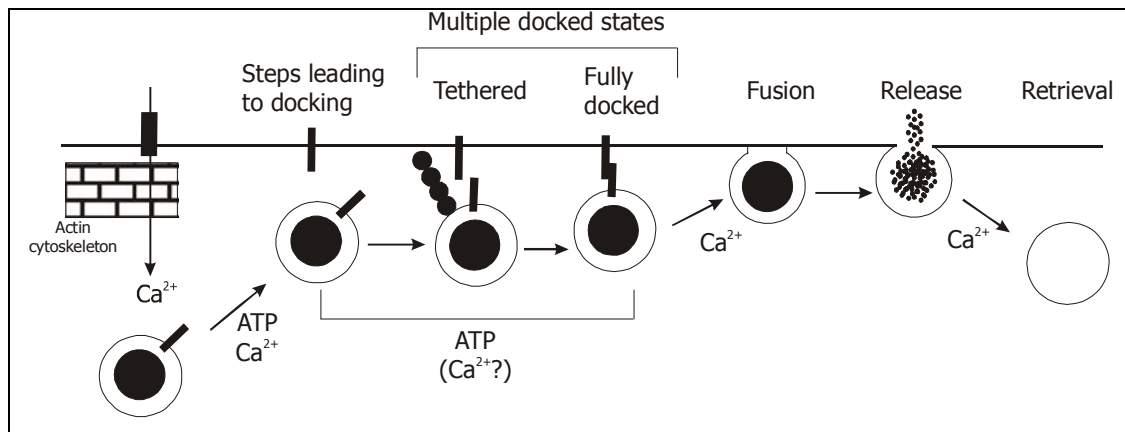 Multiple docked states
Steps leading
to docking
Tethered
Fully
docked
Fusion
Release
Retrieval
Actin
cytoskeleton
Ca²⁺
ATP
Ca²⁺
ATP
(Ca²⁺?)
Ca²⁺
Ca²⁺